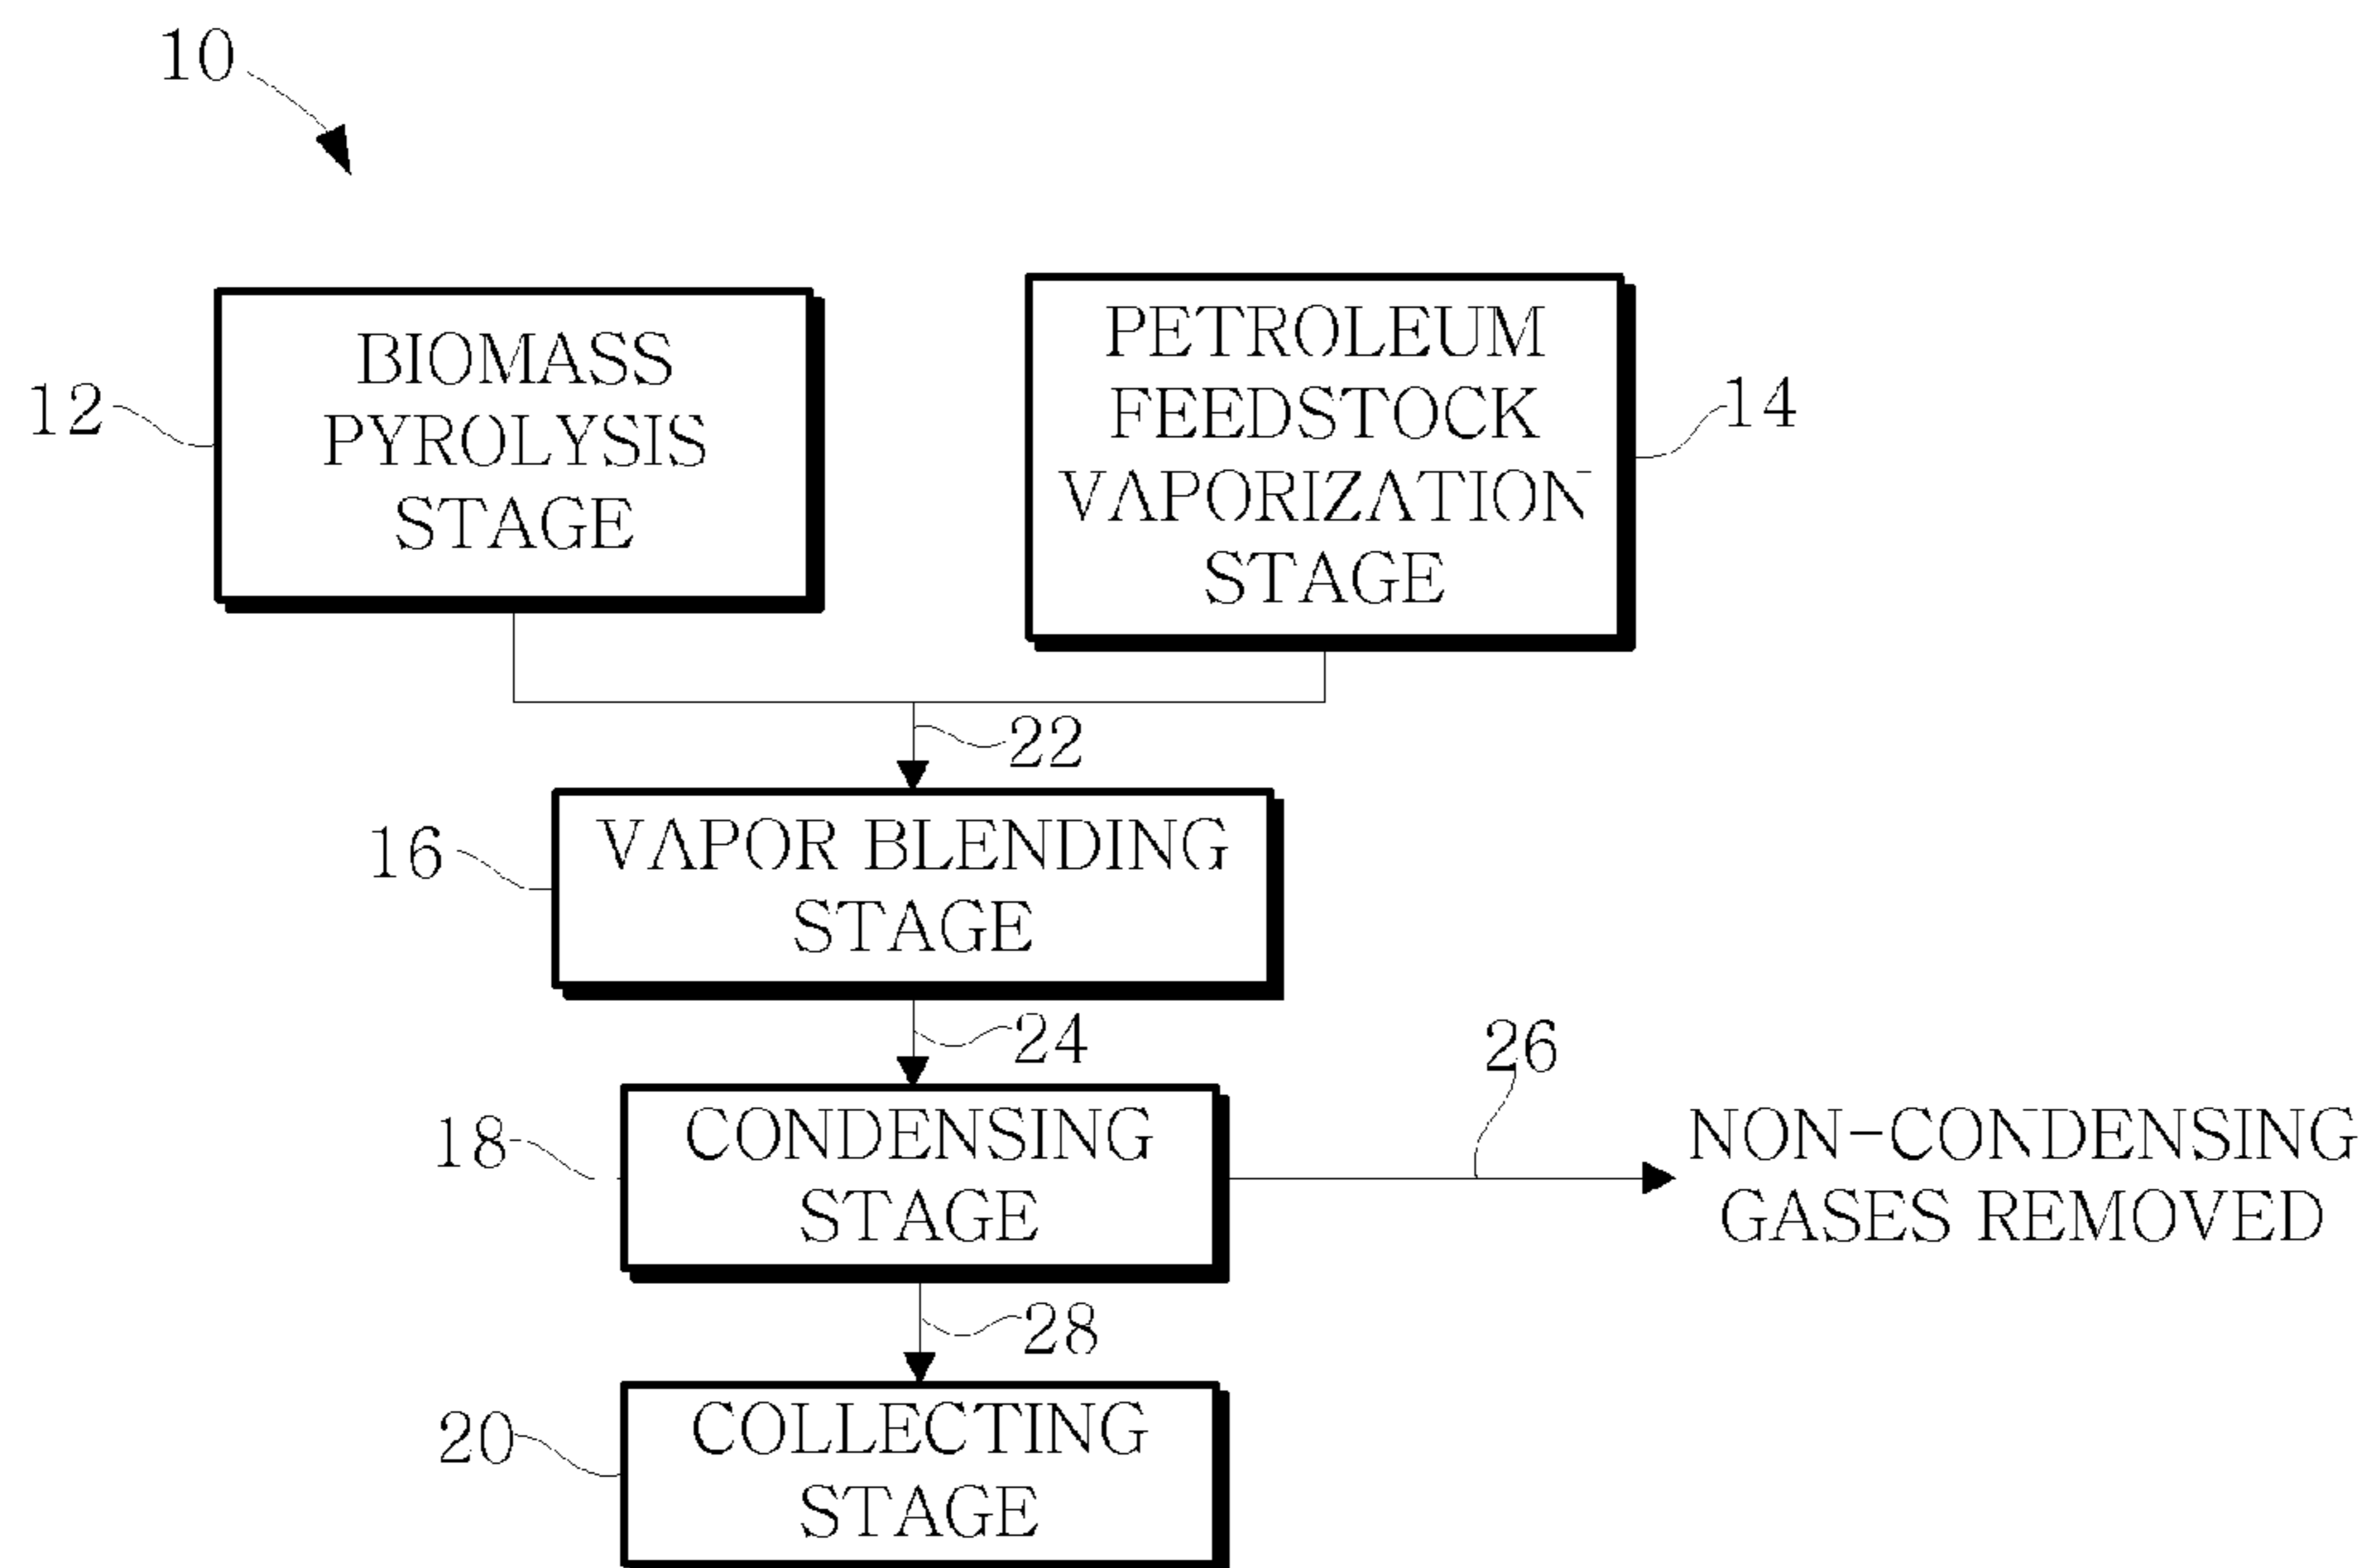 10
12
BIOMASS
PYROLYSIS
STAGE
PETROLEUM
FEEDSTOCK
VAPORIZATION
STAGE
14
22
16
VAPOR BLENDING
STAGE
24
18
CONDENSING
STAGE
26
NON-CONDENSING
GASES REMOVED
28
20
COLLECTING
STAGE